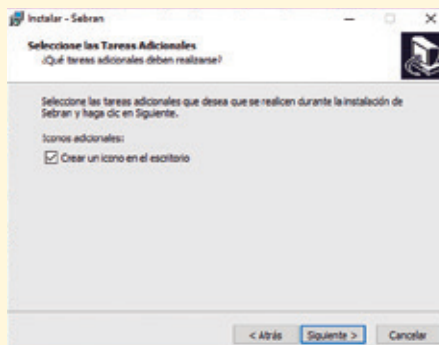 Instalar - Sebran
Seleccione las Tareas Adicionales
¿Qué tareas adicionales deben realizarse?
Seleccione las tareas adicionales que desea que se realicen durante la instalación de
Sebran y haga clic en Siguiente.
Iconos adicionales:
Crear un icono en el escritorio
< Atrás
Siguiente >
Cancelar